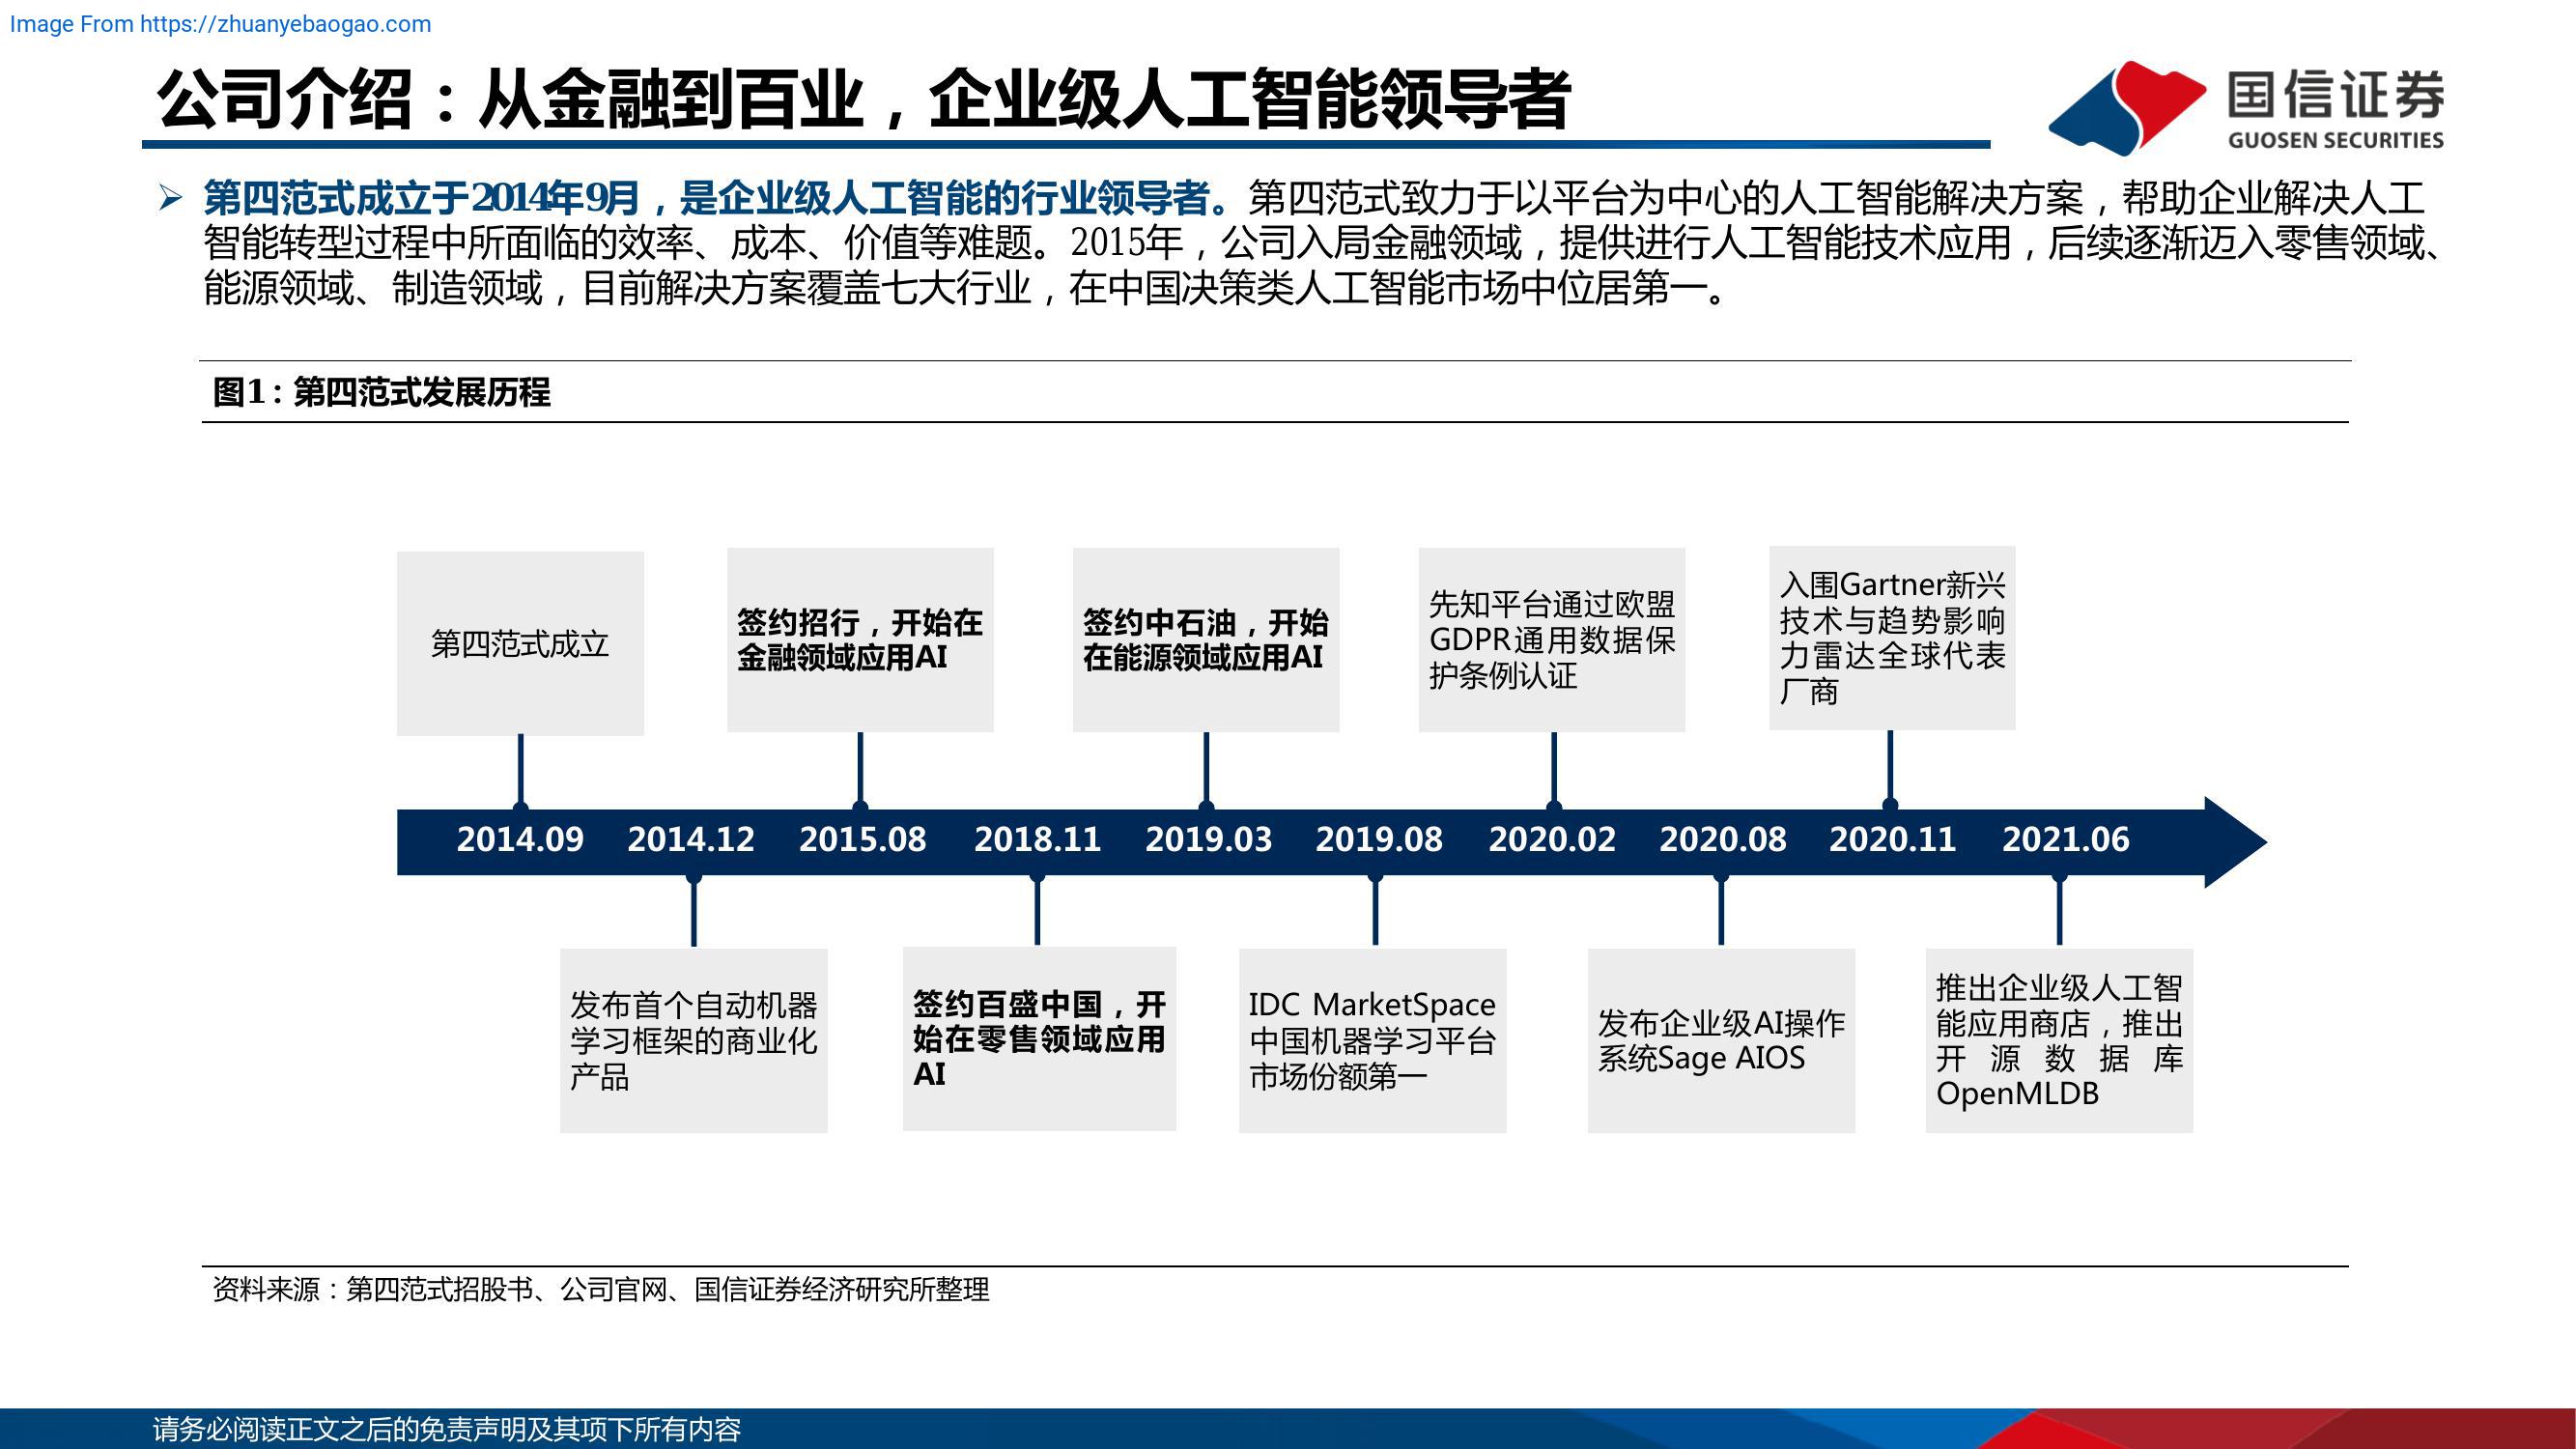 Image From https://zhuanyebaogao.com
公司介绍：从金融到百业，企业级人工智能领导者
国信证券
GUOSEN SECURITIES
第四范式成立于2014年9月，是企业级人工智能的行业领导者。第四范式致力于以平台为中心的人工智能解决方案，帮助企业解决人工
智能转型过程中所面临的效率、成本、价值等难题。2015年，公司入局金融领域，提供进行人工智能技术应用，后续逐渐迈入零售领域、
能源领域、制造领域，目前解决方案覆盖七大行业，在中国决策类人工智能市场中位居第一。
图1：第四范式发展历程
第四范式成立
签约招行，开始在
金融领域应用AI
签约中石油，开始
在能源领域应用AI
先知平台通过欧盟
GDPR通用数据保
护条例认证
入围Gartner新兴
技术与趋势影响
力雷达全球代表
厂商
2014.09 2014.12 2015.08 2018.11 2019.03 2019.08 2020.02 2020.08 2020.11 2021.06
发布首个自动机器
学习框架的商业化
产品
签约百盛中国，开
始在零售领域应用
AI
IDC MarketSpace
中国机器学习平台
市场份额第一
发布企业级AI操作
系统Sage AIOS
推出企业级人工智
能应用商店，推出
开源数据库
OpenMLDB
资料来源：第四范式招股书、公司官网、国信证券经济研究所整理
请务必阅读正文之后的免责声明及其项下所有内容